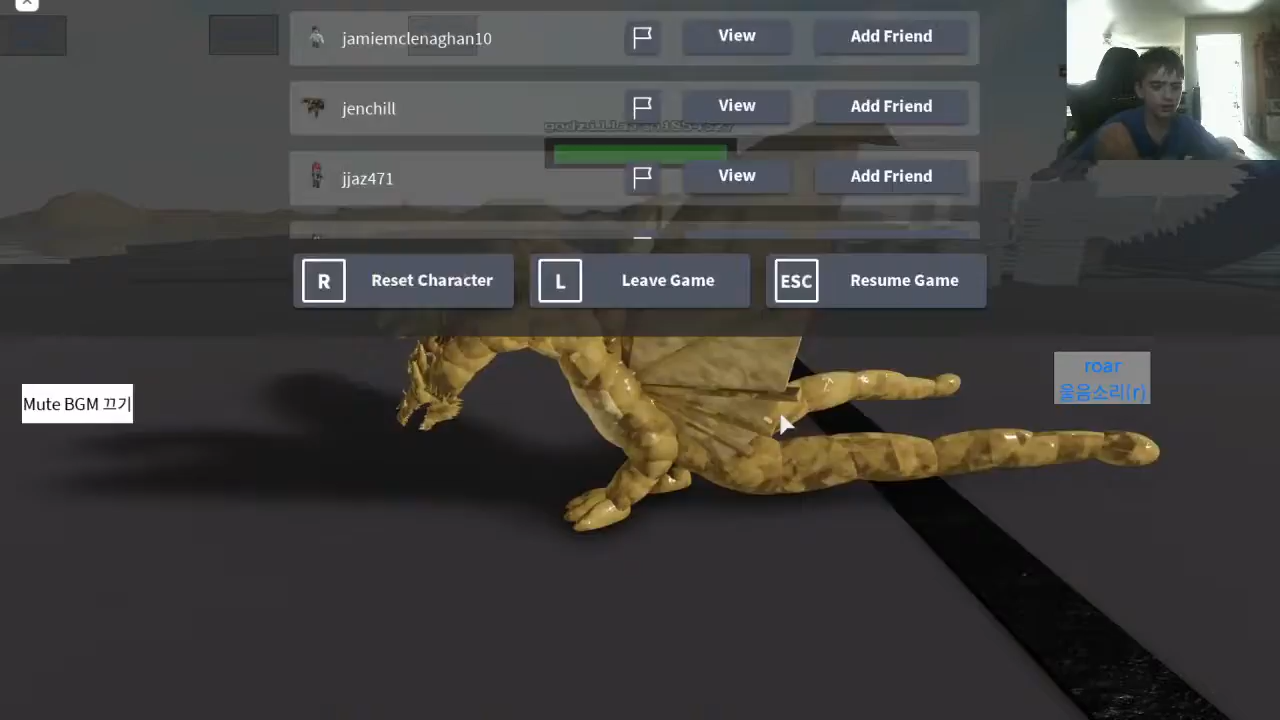 jamiemclenaghan10
View
Add Friend
jenchill
View
Add Friend
jjaz471
View
Add Friend
R
Reset Character
L
Leave Game
ESC
Resume Game
Mute BGM 끄기
roar
울음소리(r)